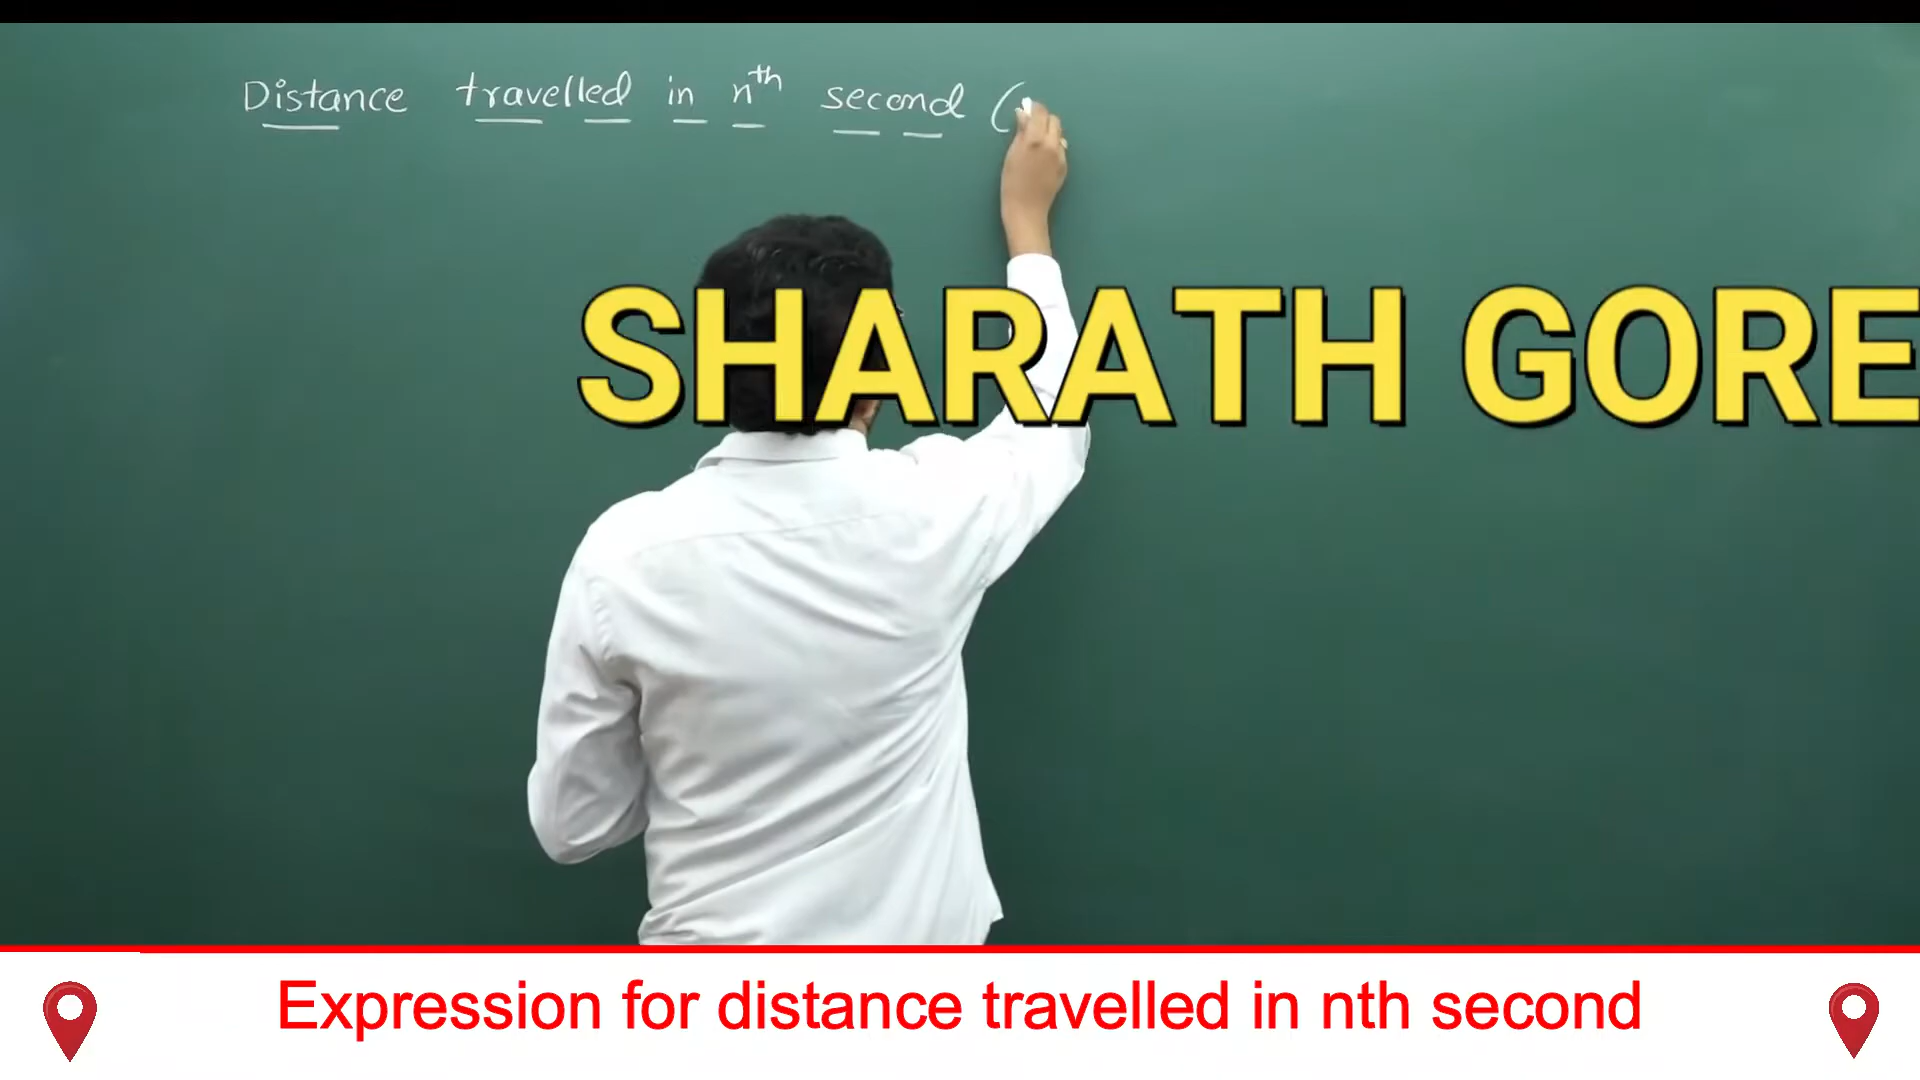 Distance travelled in nth second (
SHARATH GORE
Expression for distance travelled in nth second